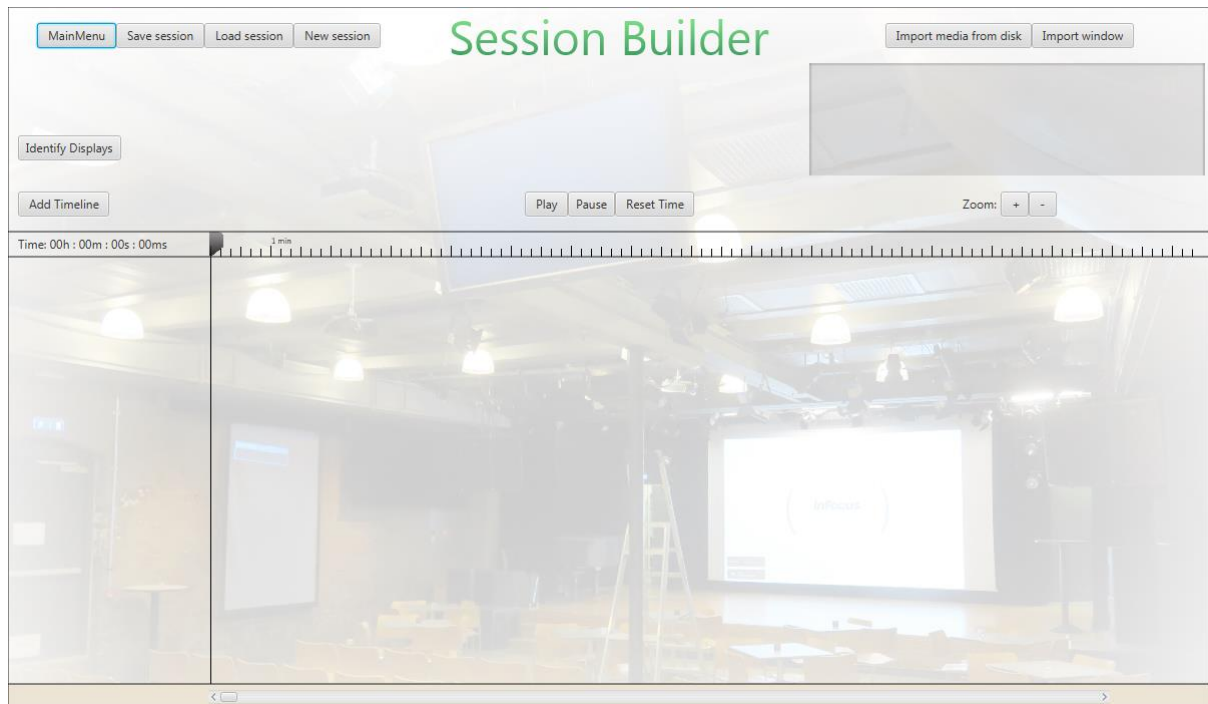 MainMenu Save session Load session New session
Session Builder
Import media from disk Import window
Identify Displays
Add Timeline
Play Pause Reset Time
Zoom: + -
Time: 00h : 00m : 00s : 00ms
1 min
InFocus